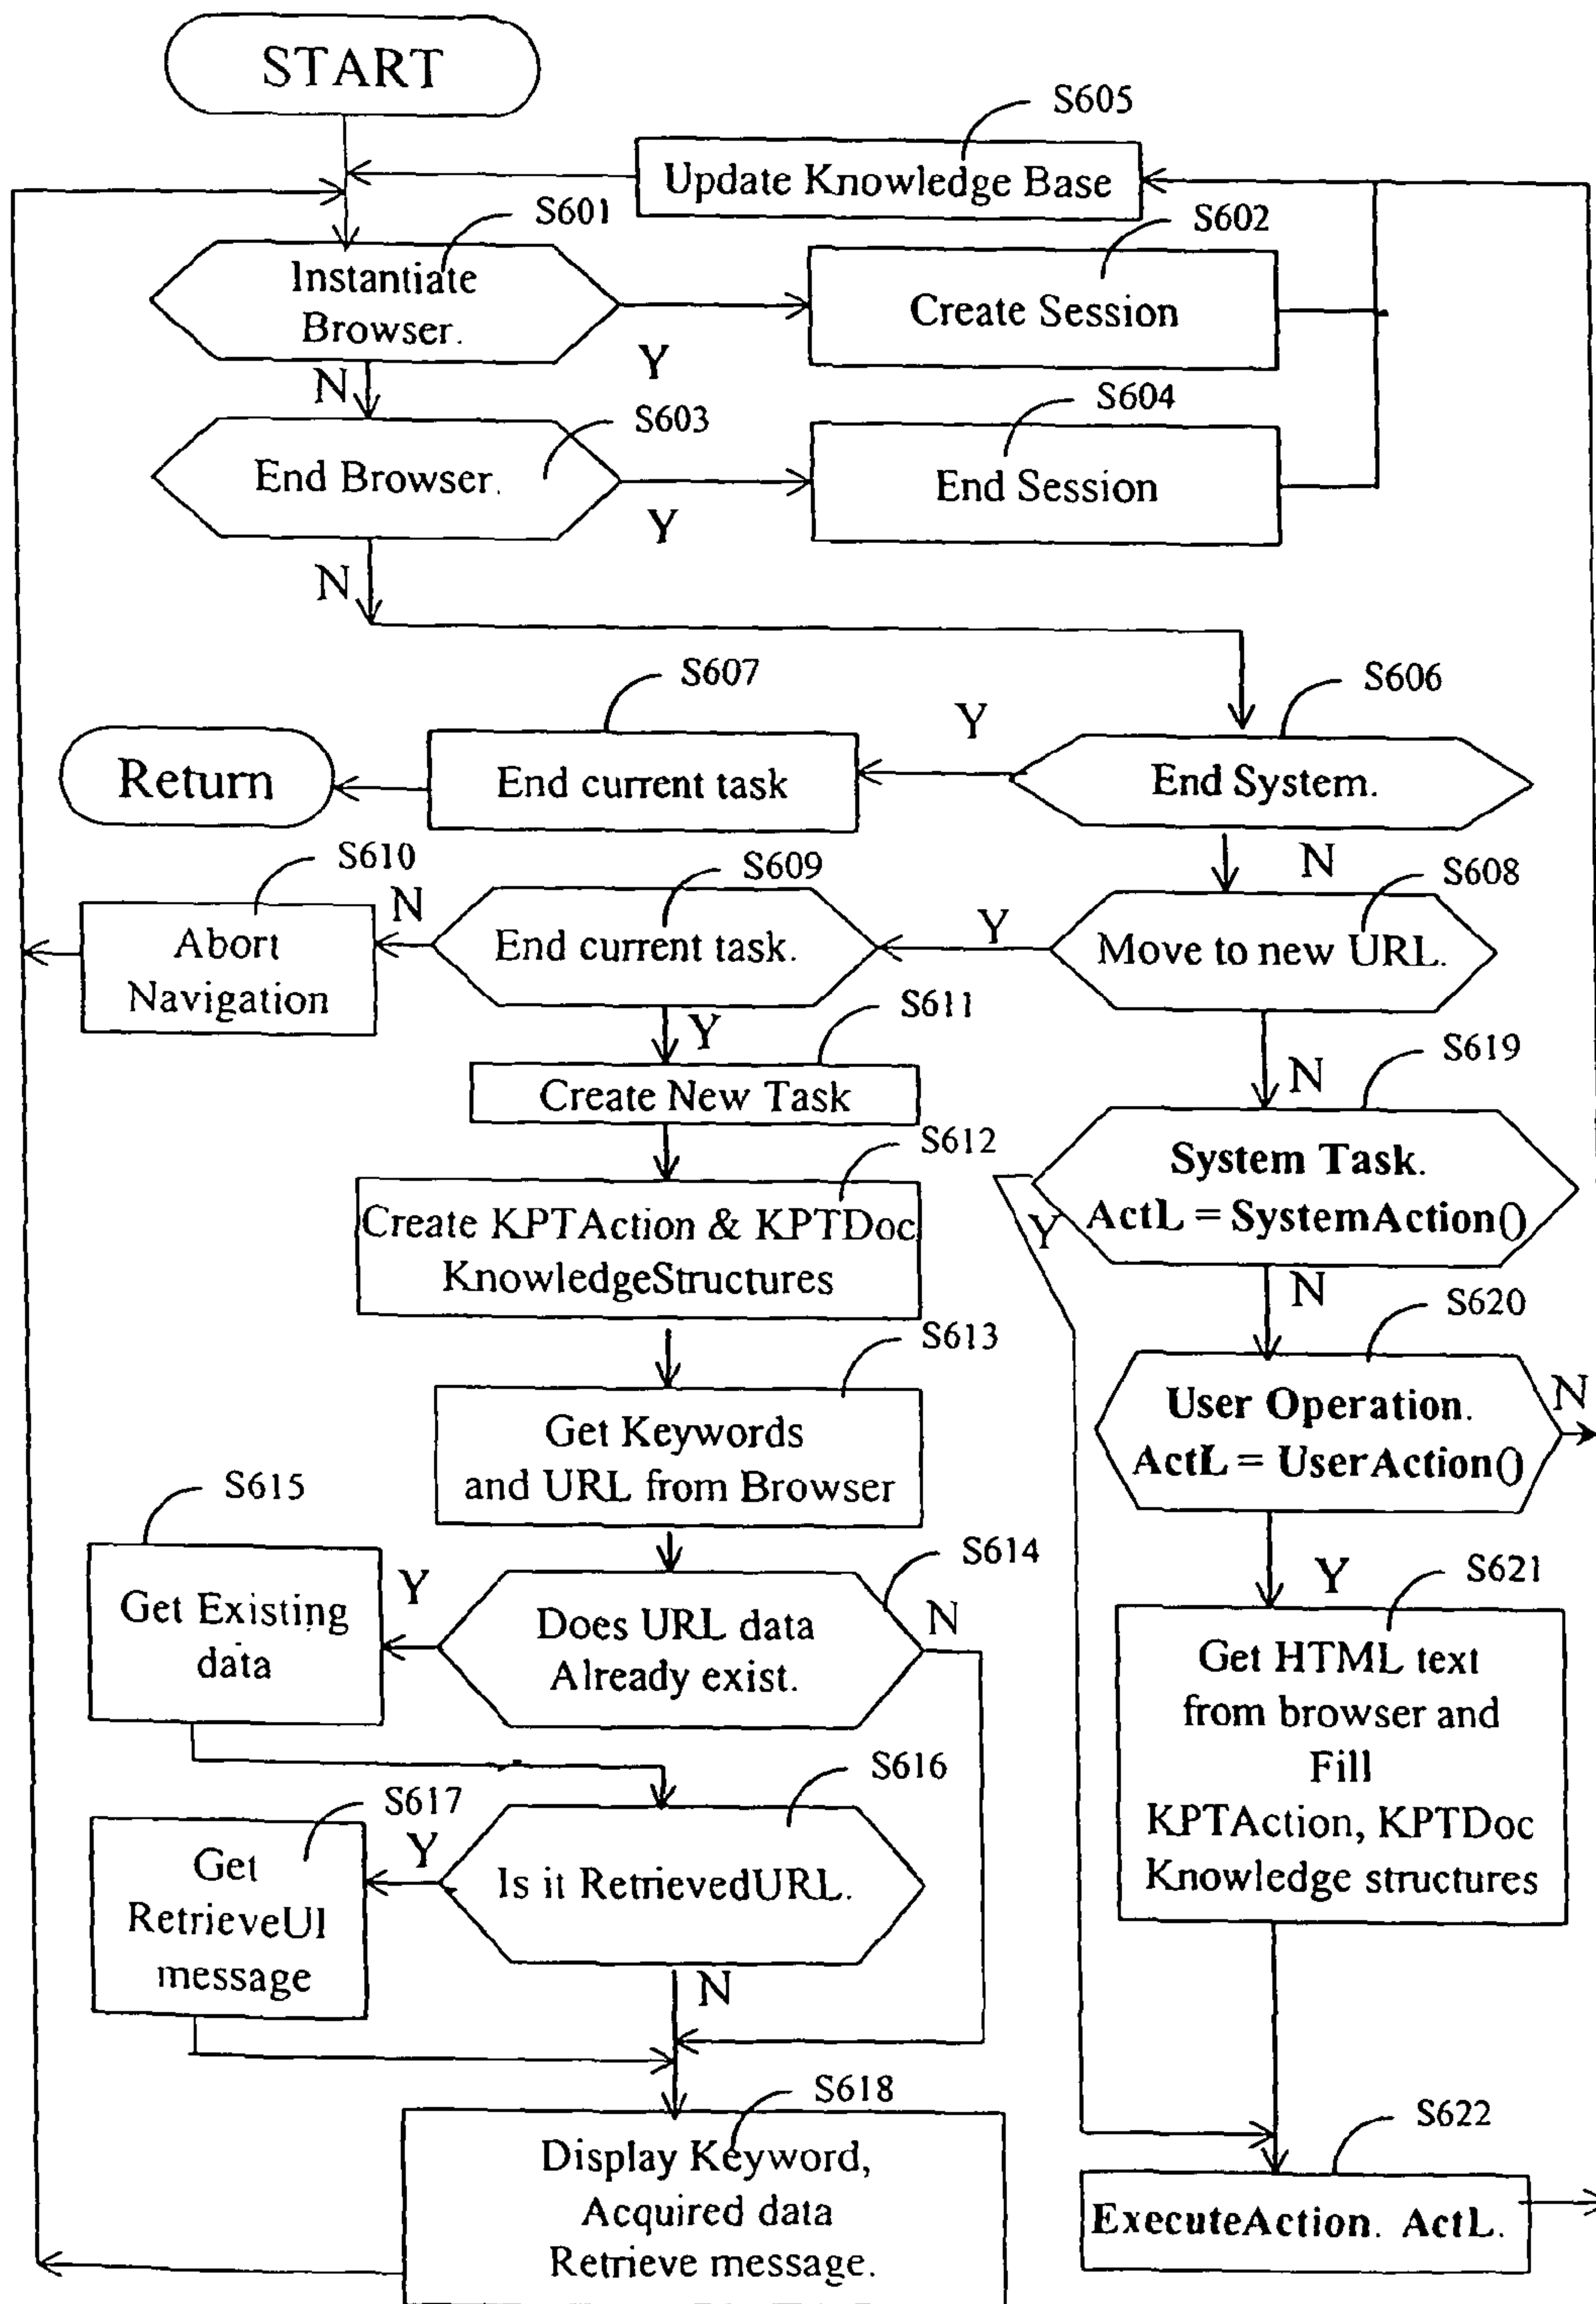 START
S605
Update Knowledge Base
S601
S602
Instantiate
Browser.
Create Session
Y
N
S604
S603
End Browser.
End Session
Y
N
S607
S606
Y
Return
End current task
End System.
N
S610
S609
S608
N
Y
Abort
Navigation
End current task.
Move to new URL.
S611
Y
Create New Task
S619
N
S612
System Task.
ActL = SystemAction()
Y
Create KPTAction & KPTDoc
KnowledgeStructures
N
S620
S613
User Operation.
ActL = UserAction()
N
Get Keywords
and URL from Browser
S615
S614
Y
N
Y
S621
Get Existing
data
Does URL data
Already exist.
Get HTML text
from browser and
Fill
KPTAction, KPTDoc
Knowledge structures
S616
S617
Y
Get
RetrieveUI
message
Is it RetrievedURL.
N
S618
S622
Display Keyword,
Acquired data
Retrieve message.
ExecuteAction. ActL.